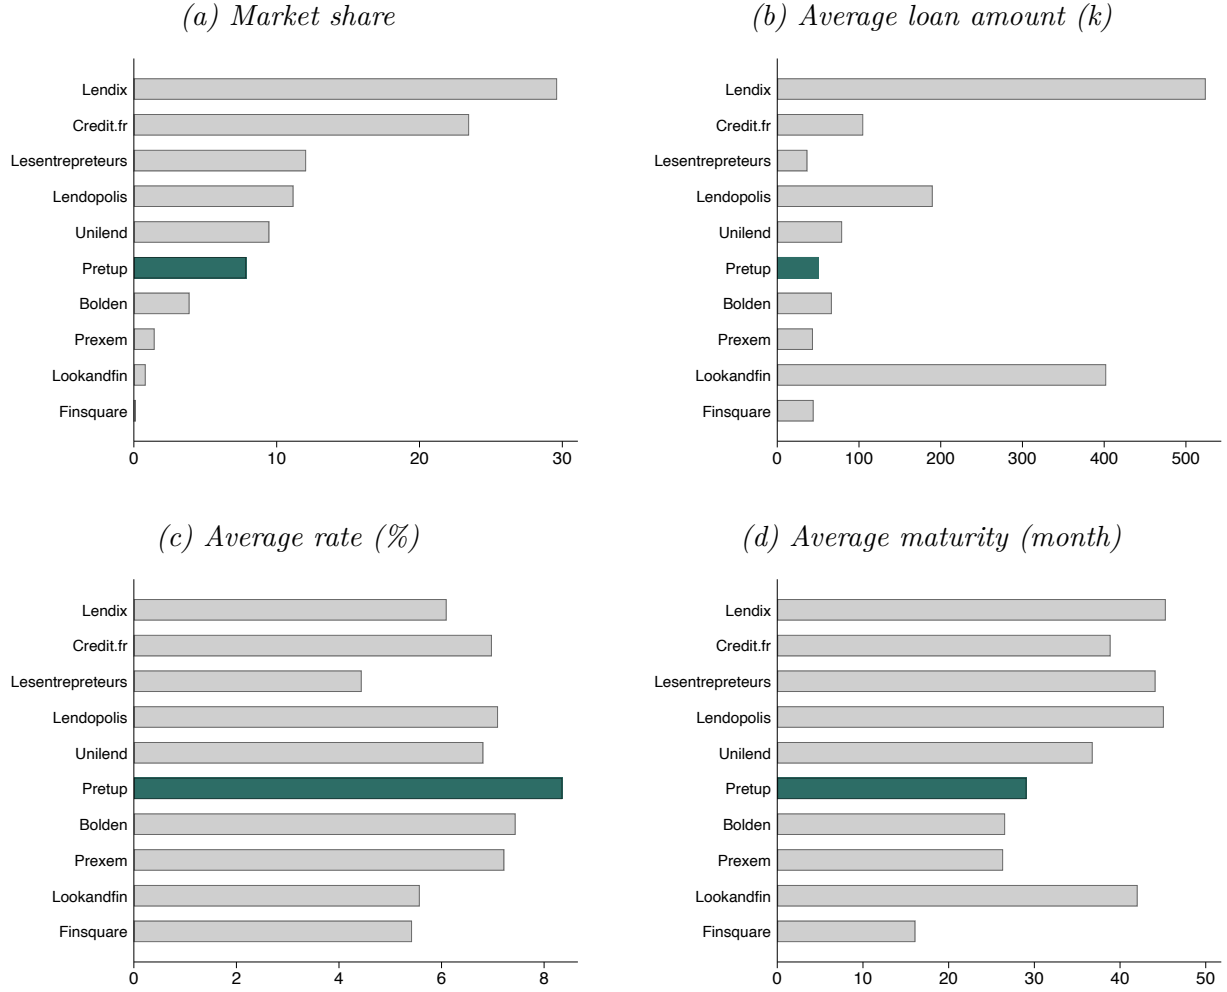 (a) Market share
Lendix
Credit.fr
Lesentrepreteurs
Lendopolis
Unilend
Pretup
Bolden
Prexem
Lookandfin
Finsquare
0 10 20 30
(b) Average loan amount (k)
Lendix
Credit.fr
Lesentrepreteurs
Lendopolis
Unilend
Pretup
Bolden
Prexem
Lookandfin
Finsquare
0 100 200 300 400 500
(c) Average rate (%)
Lendix
Credit.fr
Lesentrepreteurs
Lendopolis
Unilend
Pretup
Bolden
Prexem
Lookandfin
Finsquare
0 2 4 6 8
(d) Average maturity (month)
Lendix
Credit.fr
Lesentrepreteurs
Lendopolis
Unilend
Pretup
Bolden
Prexem
Lookandfin
Finsquare
0 10 20 30 40 50